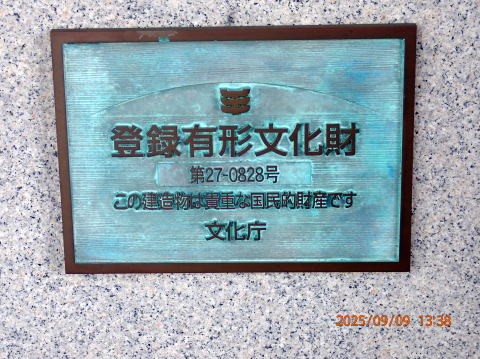 登録有形文化財
第27-0828号
この建造物は貴重な国民的財産です
文化庁
2025/09/09 13:38